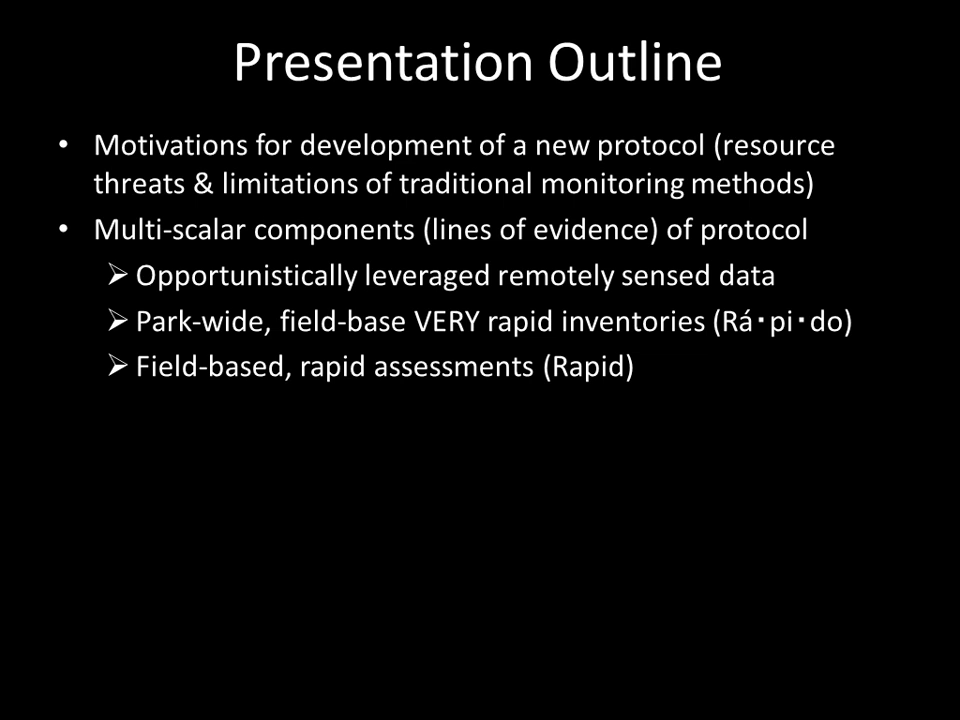 Presentation Outline
• Motivations for development of a new protocol (resource
threats & limitations of traditional monitoring methods)
• Multi-scalar components (lines of evidence) of protocol
➢ Opportunistically leveraged remotely sensed data
➢ Park-wide, field-base VERY rapid inventories (Rá･pi･do)
➢ Field-based, rapid assessments (Rapid)